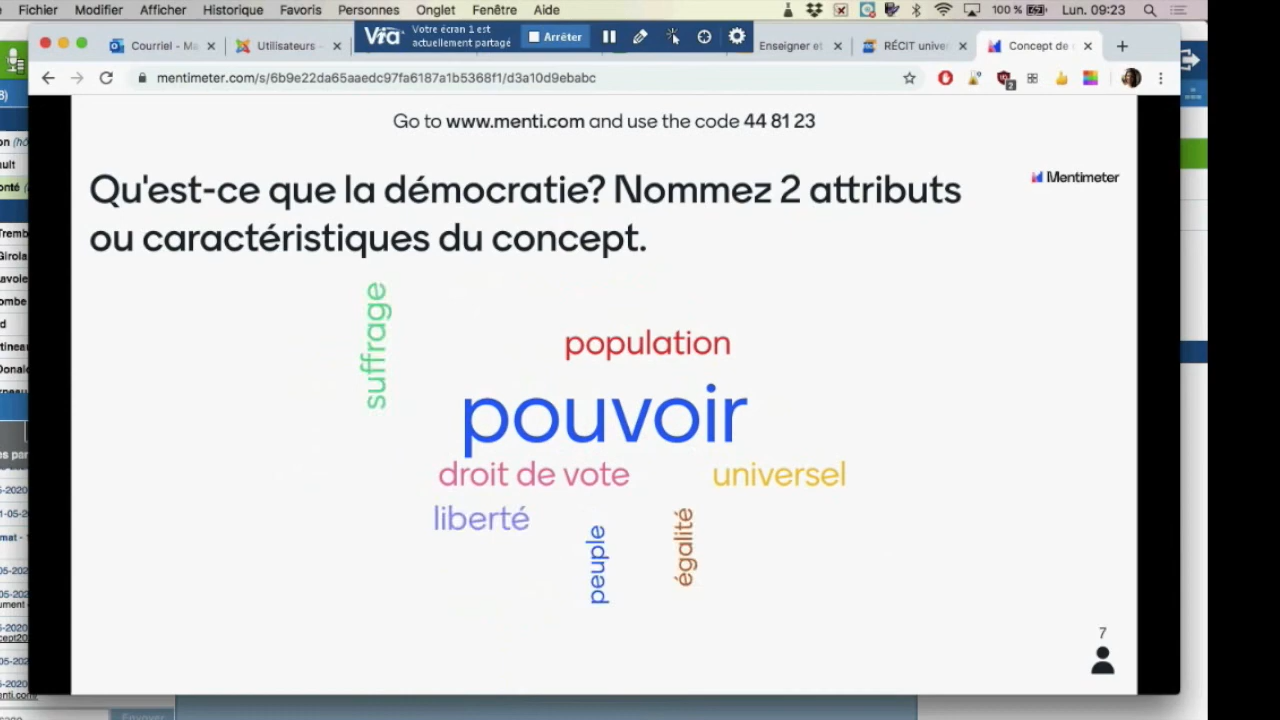 Fichier Modifier Afficher Historique Favoris Personnes Onglet Fenêtre Aide 100 % Lun. 09:23
Courriel - Ma Utilisateurs Via Votre écran 1 est actuellement partagé Arrêter Enseigner et RÉCIT unive Concept de
mentimeter.com/s/6b9e22da65aaedc97fa6187a1b5368f1/d3a10d9ebabc
Go to www.menti.com and use the code 44 81 23
Mentimeter
Qu'est-ce que la démocratie? Nommez 2 attributs
ou caractéristiques du concept.
suffrage
population
pouvoir
droit de vote universel
liberté
peuple
égalité
7
Envoyer